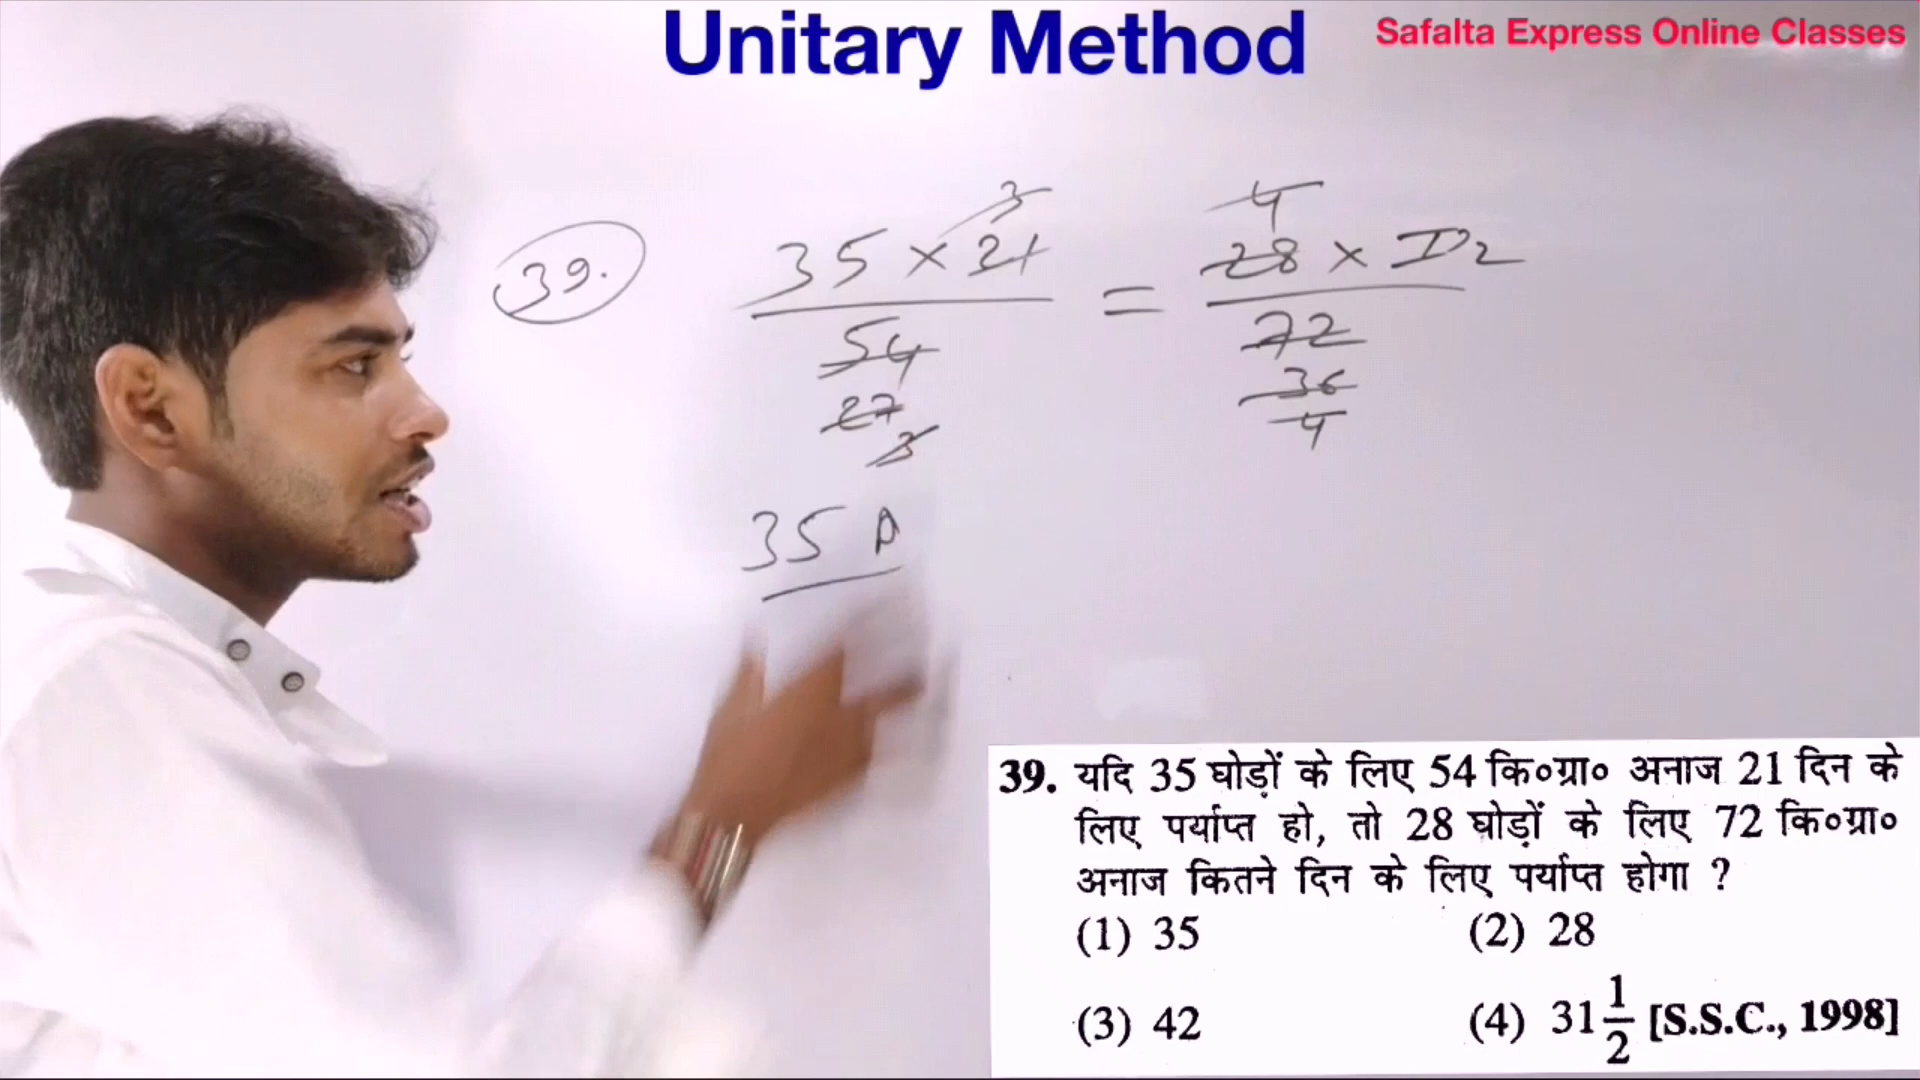 Unitary Method
Safalta Express Online Classes
39.
3
35 × 21
54
27
3
=
4
28 × D2
72
36
4
35 D
39. यदि 35 घोड़ों के लिए 54 कि०ग्रा० अनाज 21 दिन के
लिए पर्याप्त हो, तो 28 घोड़ों के लिए 72 कि०ग्रा०
अनाज कितने दिन के लिए पर्याप्त होगा ?
(1) 35 (2) 28
(3) 42 (4) 31 1/2 [S.S.C., 1998]